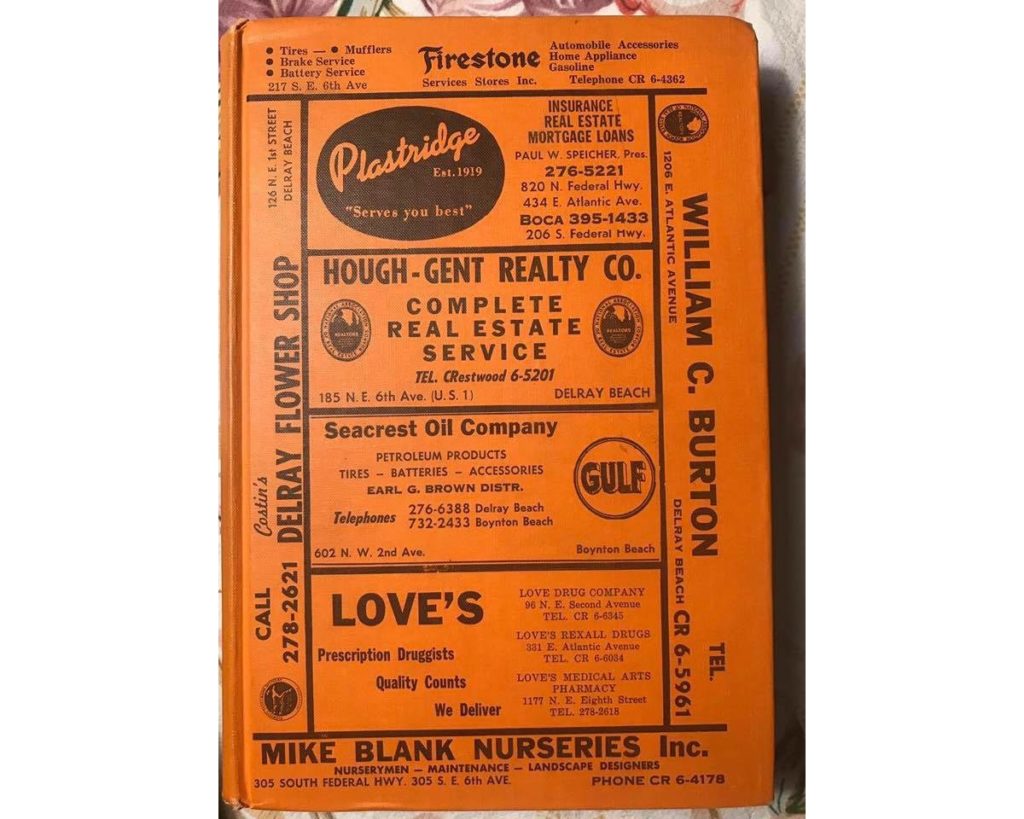 ● Tires — ● Mufflers
● Brake Service
● Battery Service
217 S. E. 6th Ave
Firestone
Services Stores Inc.
Automobile Accessories
Home Appliance
Gasoline
Telephone CR 6-4362
126 N. E. 1st STREET
DELRAY BEACH
Costin's
DELRAY FLOWER SHOP
CALL
278-2621
Plastridge
Est. 1919
"Serves you best"
INSURANCE
REAL ESTATE
MORTGAGE LOANS
PAUL W. SPEICHER, Pres.
276-5221
820 N. Federal Hwy.
434 E. Atlantic Ave.
BOCA 395-1433
206 S. Federal Hwy.
HOUGH-GENT REALTY CO.
COMPLETE
REAL ESTATE
SERVICE
TEL. CRestwood 6-5201
185 N. E. 6th Ave. (U. S. 1)
DELRAY BEACH
Seacrest Oil Company
PETROLEUM PRODUCTS
TIRES – BATTERIES – ACCESSORIES
EARL G. BROWN DISTR.
Telephones
276-6388 Delray Beach
732-2433 Boynton Beach
602 N. W. 2nd Ave.
Boynton Beach
GULF
LOVE'S
Prescription Druggists
Quality Counts
We Deliver
LOVE DRUG COMPANY
96 N. E. Second Avenue
TEL. CR 6-6345
LOVE'S REXALL DRUGS
331 E. Atlantic Avenue
TEL. CR 6-6034
LOVE'S MEDICAL ARTS
PHARMACY
1177 N. E. Eighth Street
TEL. 278-2618
1206 E. ATLANTIC AVENUE
WILLIAM C. BURTON
DELRAY BEACH
TEL.
CR 6-5961
MIKE BLANK NURSERIES Inc.
NURSERYMEN – MAINTENANCE – LANDSCAPE DESIGNERS
305 SOUTH FEDERAL HWY. 305 S. E. 6th AVE.
PHONE CR 6-4178